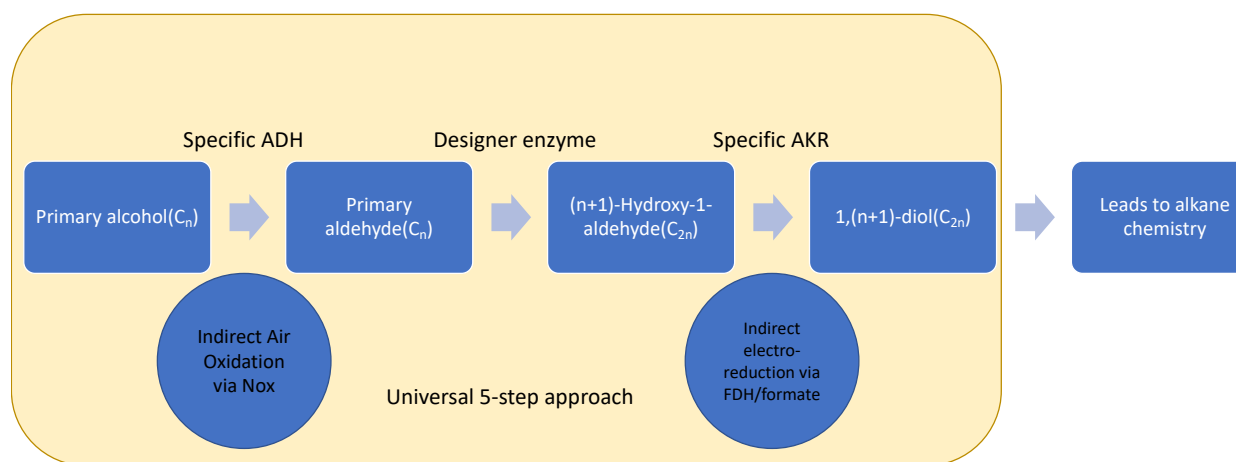 Specific ADH
Designer enzyme
Specific AKR
Primary alcohol(Cn)
Primary
aldehyde(Cn)
(n+1)-Hydroxy-1-
aldehyde(C2n)
1,(n+1)-diol(C2n)
Leads to alkane
chemistry
Indirect Air
Oxidation
via Nox
Indirect
electro-
reduction via
FDH/formate
Universal 5-step approach